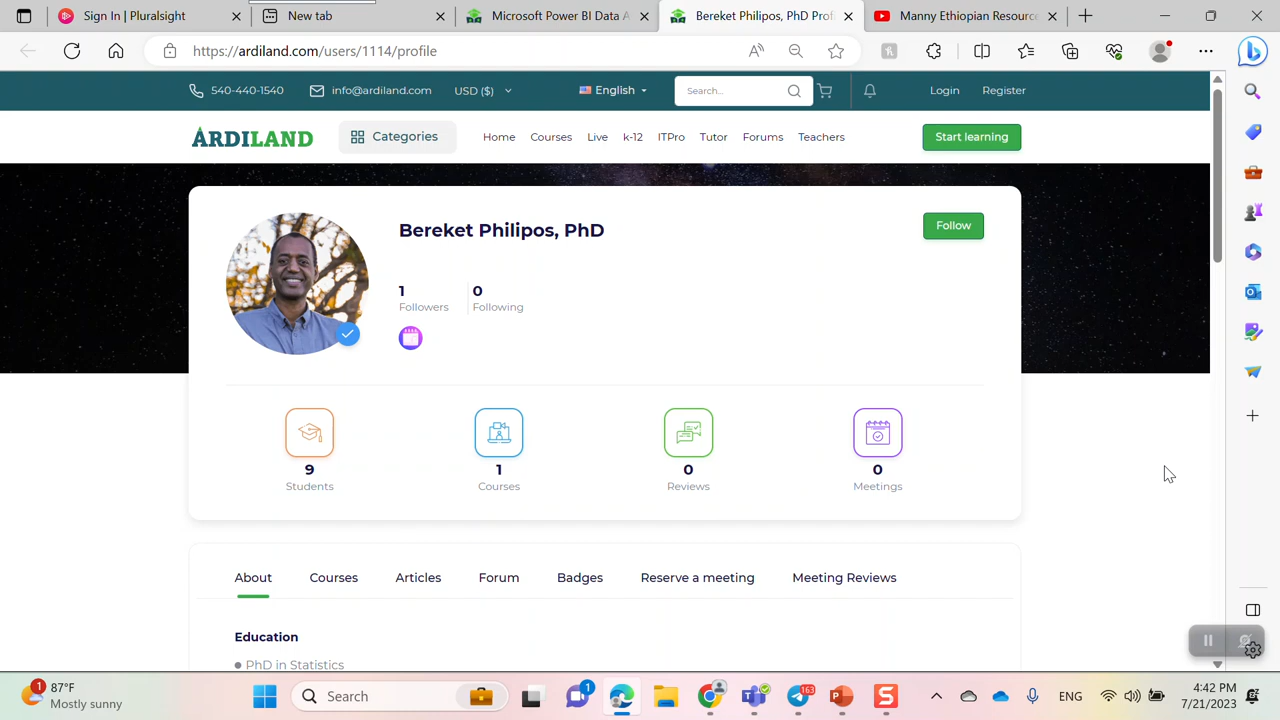 Sign In | Pluralsight
New tab
Microsoft Power BI Data A
Bereket Philipos, PhD Prof
Manny Ethiopian Resource
https://ardiland.com/users/1114/profile
540-440-1540
info@ardiland.com
USD ($)
English
Search...
Login
Register
ARDILAND
Categories
Home
Courses
Live
k-12
ITPro
Tutor
Forums
Teachers
Start learning
Bereket Philipos, PhD
Follow
1
Followers
0
Following
9
Students
1
Courses
0
Reviews
0
Meetings
About
Courses
Articles
Forum
Badges
Reserve a meeting
Meeting Reviews
Education
PhD in Statistics
1
87°F
Mostly sunny
Search
1
163
ENG
4:42 PM
7/21/2023